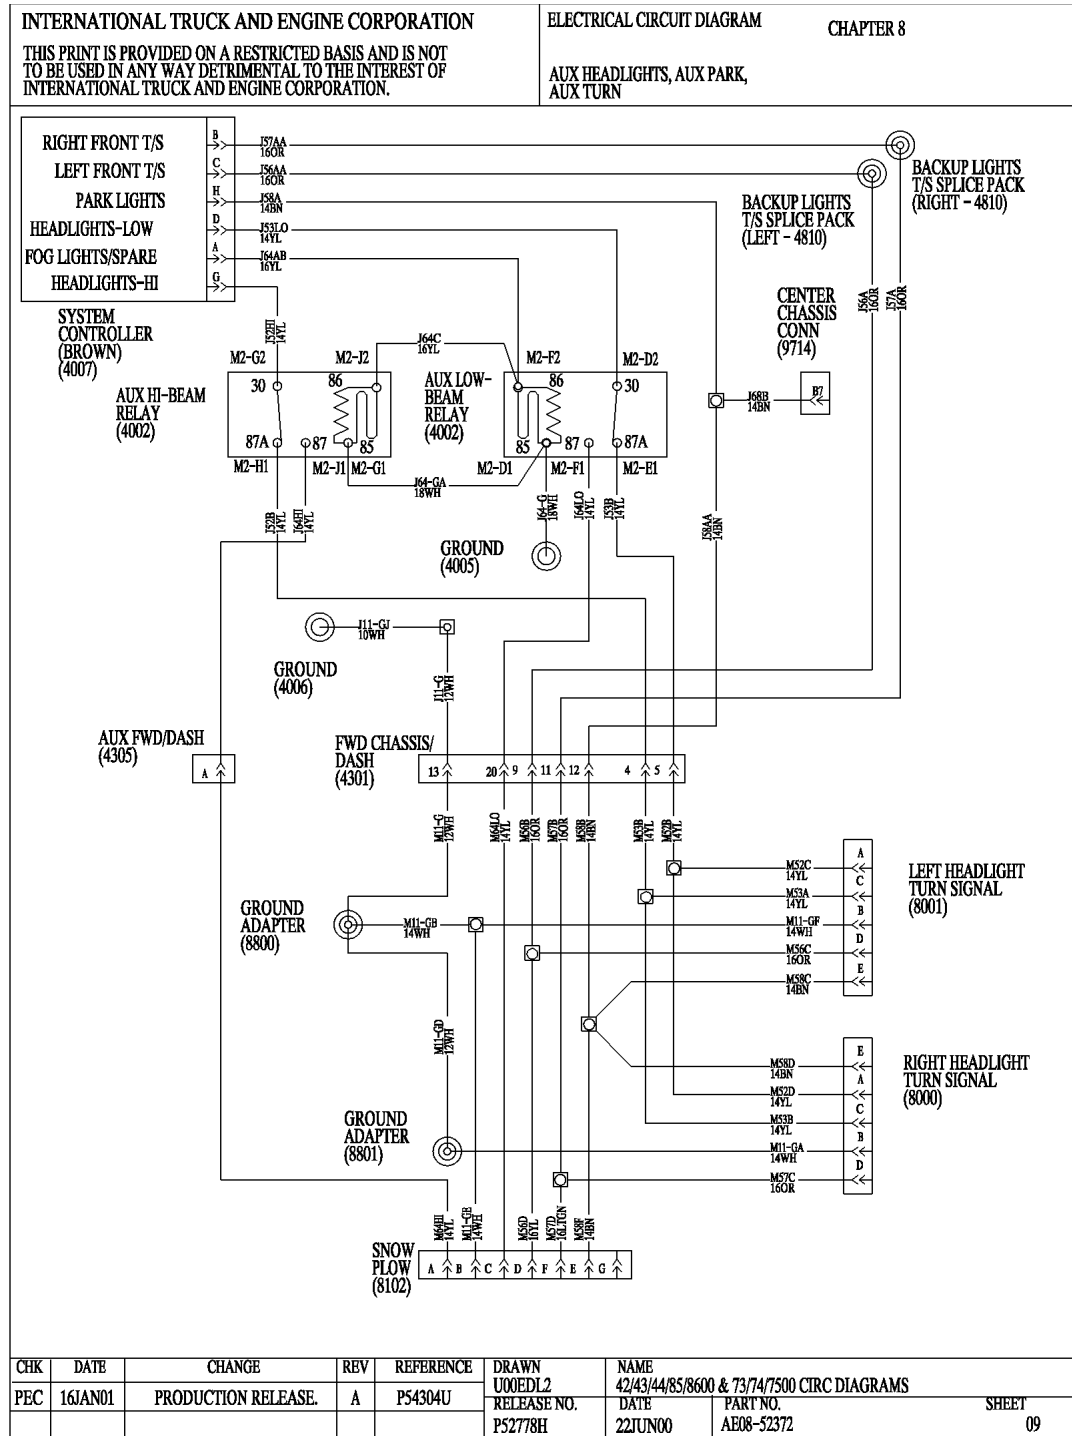 INTERNATIONAL TRUCK AND ENGINE CORPORATION
THIS PRINT IS PROVIDED ON A RESTRICTED BASIS AND IS NOT
TO BE USED IN ANY WAY DETRIMENTAL TO THE INTEREST OF
INTERNATIONAL TRUCK AND ENGINE CORPORATION.
ELECTRICAL CIRCUIT DIAGRAM
CHAPTER 8
AUX HEADLIGHTS, AUX PARK,
AUX TURN
RIGHT FRONT T/S
B
J57AA
16OR
LEFT FRONT T/S
C
J56AA
16OR
PARK LIGHTS
H
J58A
14BN
HEADLIGHTS-LOW
D
J53LO
14YL
FOG LIGHTS/SPARE
A
J64AB
16YL
HEADLIGHTS-HI
G
SYSTEM
CONTROLLER
(BROWN)
(4007)
BACKUP LIGHTS
T/S SPLICE PACK
(RIGHT - 4810)
BACKUP LIGHTS
T/S SPLICE PACK
(LEFT - 4810)
J56A
16OR
J57A
16OR
CENTER
CHASSIS
CONN
(9714)
J52HI
14YL
J64C
16YL
M2-G2
M2-J2
M2-F2
M2-D2
AUX HI-BEAM
RELAY
(4002)
30
86
87A
87
85
AUX LOW-
BEAM
RELAY
(4002)
86
30
85
87
87A
J68B
14BN
B7
M2-H1
M2-J1
M2-G1
M2-D1
M2-F1
M2-E1
J64-GA
18WH
J52B
14YL
J64HI
14YL
J64-G
18WH
J64LO
14YL
J53B
14YL
J58AA
14BN
GROUND
(4005)
J11-GJ
10WH
GROUND
(4006)
J11-G
12WH
AUX FWD/DASH
(4305)
A
FWD CHASSIS/
DASH
(4301)
13
20
9
11
12
4
5
M11-G
12WH
M64LO
14YL
M56B
16OR
M57B
16OR
M58B
14BN
M53B
14YL
M52B
14YL
M52C
14YL
A
M53A
14YL
C
M11-GF
14WH
B
M56C
16OR
D
M58C
14BN
E
LEFT HEADLIGHT
TURN SIGNAL
(8001)
GROUND
ADAPTER
(8800)
M11-GB
14WH
M11-GD
12WH
M58D
14BN
E
M52D
14YL
A
M53B
14YL
C
M11-GA
14WH
B
M57C
16OR
D
RIGHT HEADLIGHT
TURN SIGNAL
(8000)
GROUND
ADAPTER
(8801)
M64HI
14YL
M11-GE
14WH
M56D
16YL
M57D
16LTGN
M58F
14BN
SNOW
PLOW
(8102)
A
B
C
D
F
E
G
CHK
DATE
CHANGE
REV
REFERENCE
DRAWN
U00EDL2
NAME
42/43/44/85/8600 & 73/74/7500 CIRC DIAGRAMS
PEC
16JAN01
PRODUCTION RELEASE.
A
P54304U
RELEASE NO.
P52778H
DATE
22JUN00
PART NO.
AE08-52372
SHEET
09